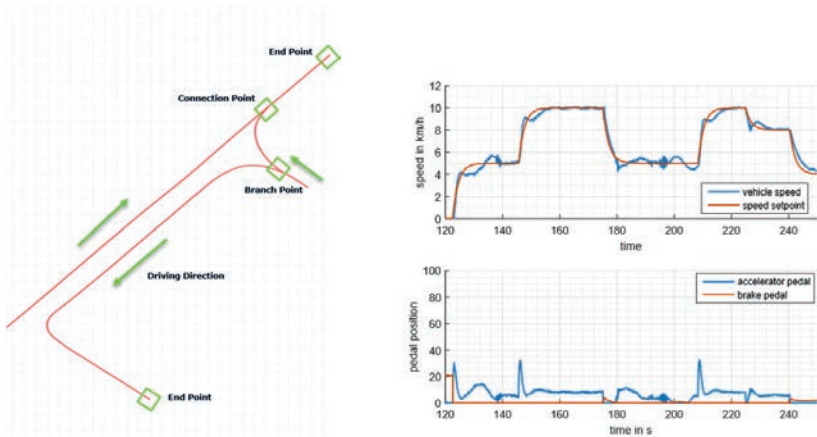 End Point
Connection Point
Branch Point
Driving Direction
End Point
12
10
8
6
4
2
0
speed in km/h
120 140 160 180 200 220 240
time
vehicle speed
speed setpoint
100
80
60
40
20
0
pedal position
120 140 160 180 200 220 240
time in s
accelerator pedal
brake pedal